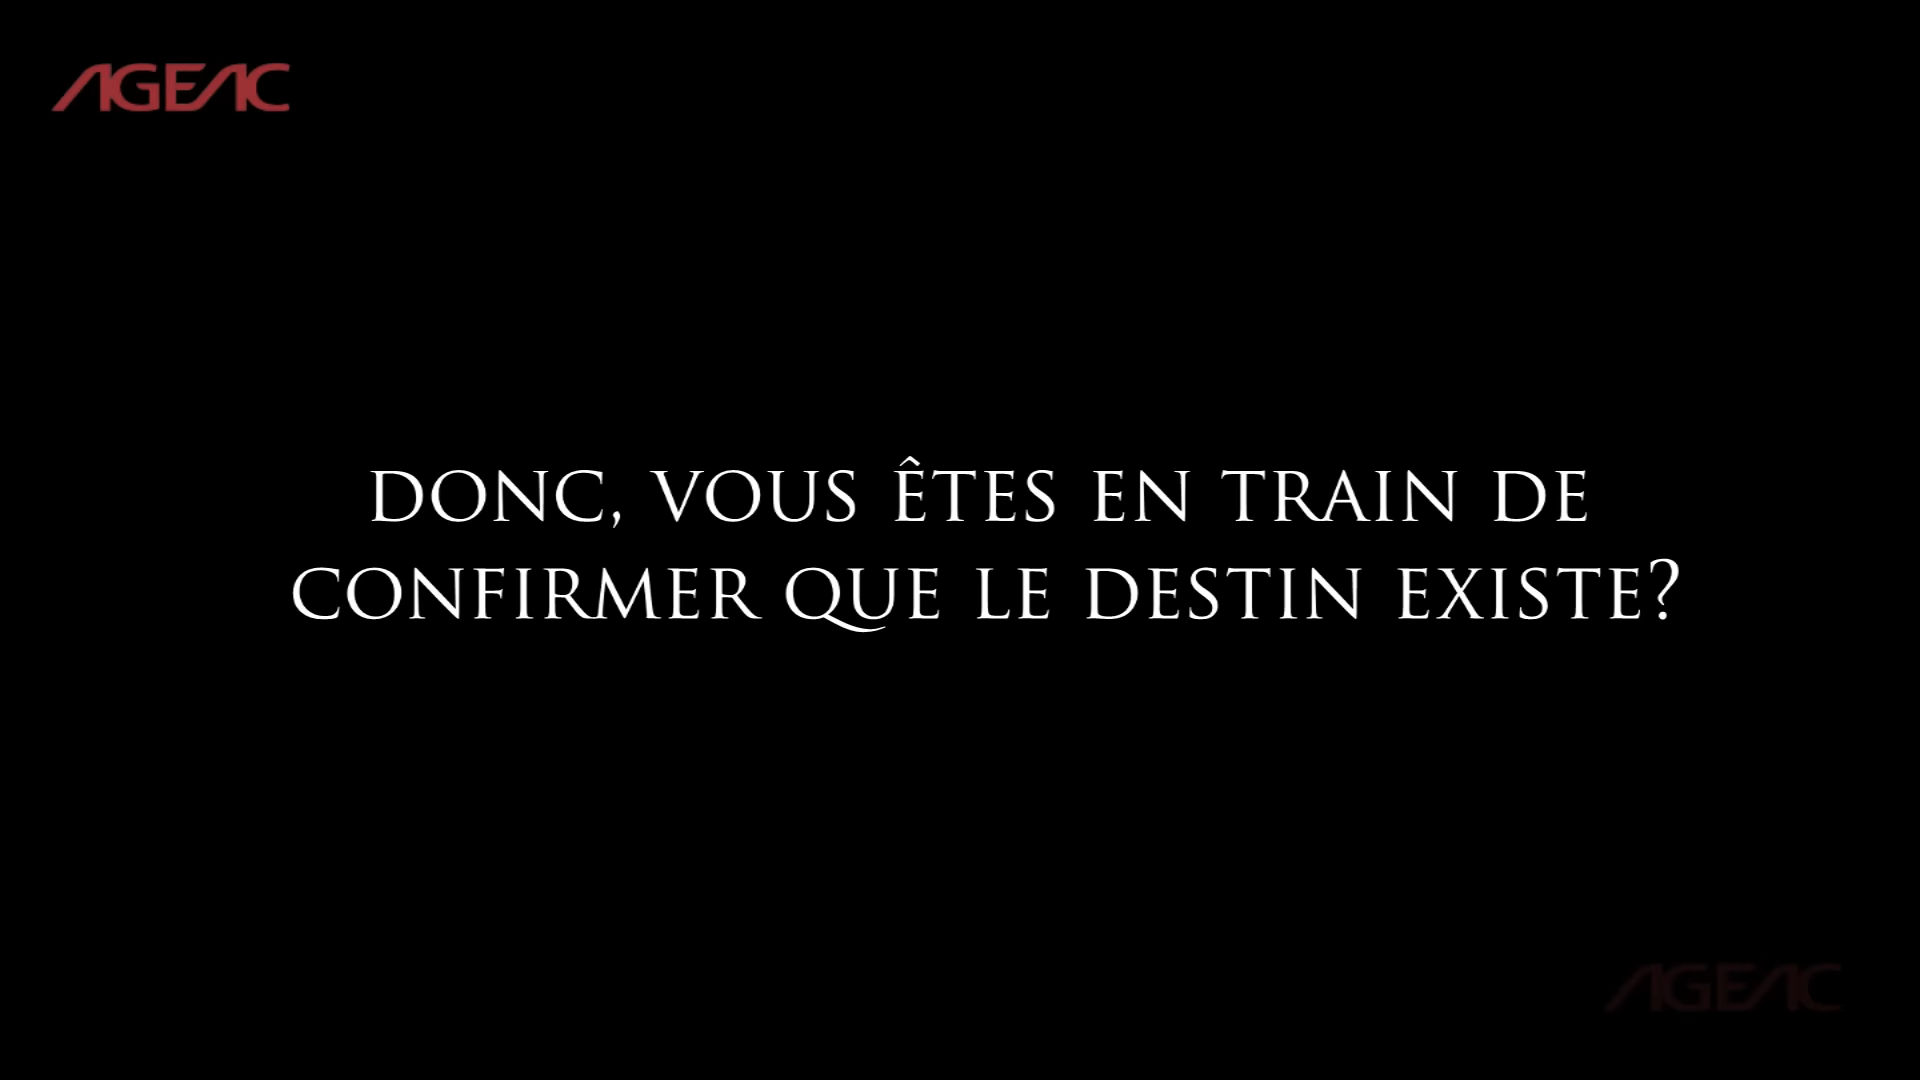 AGEAC
DONC, VOUS ÊTES EN TRAIN DE
CONFIRMER QUE LE DESTIN EXISTE?
AGEAC